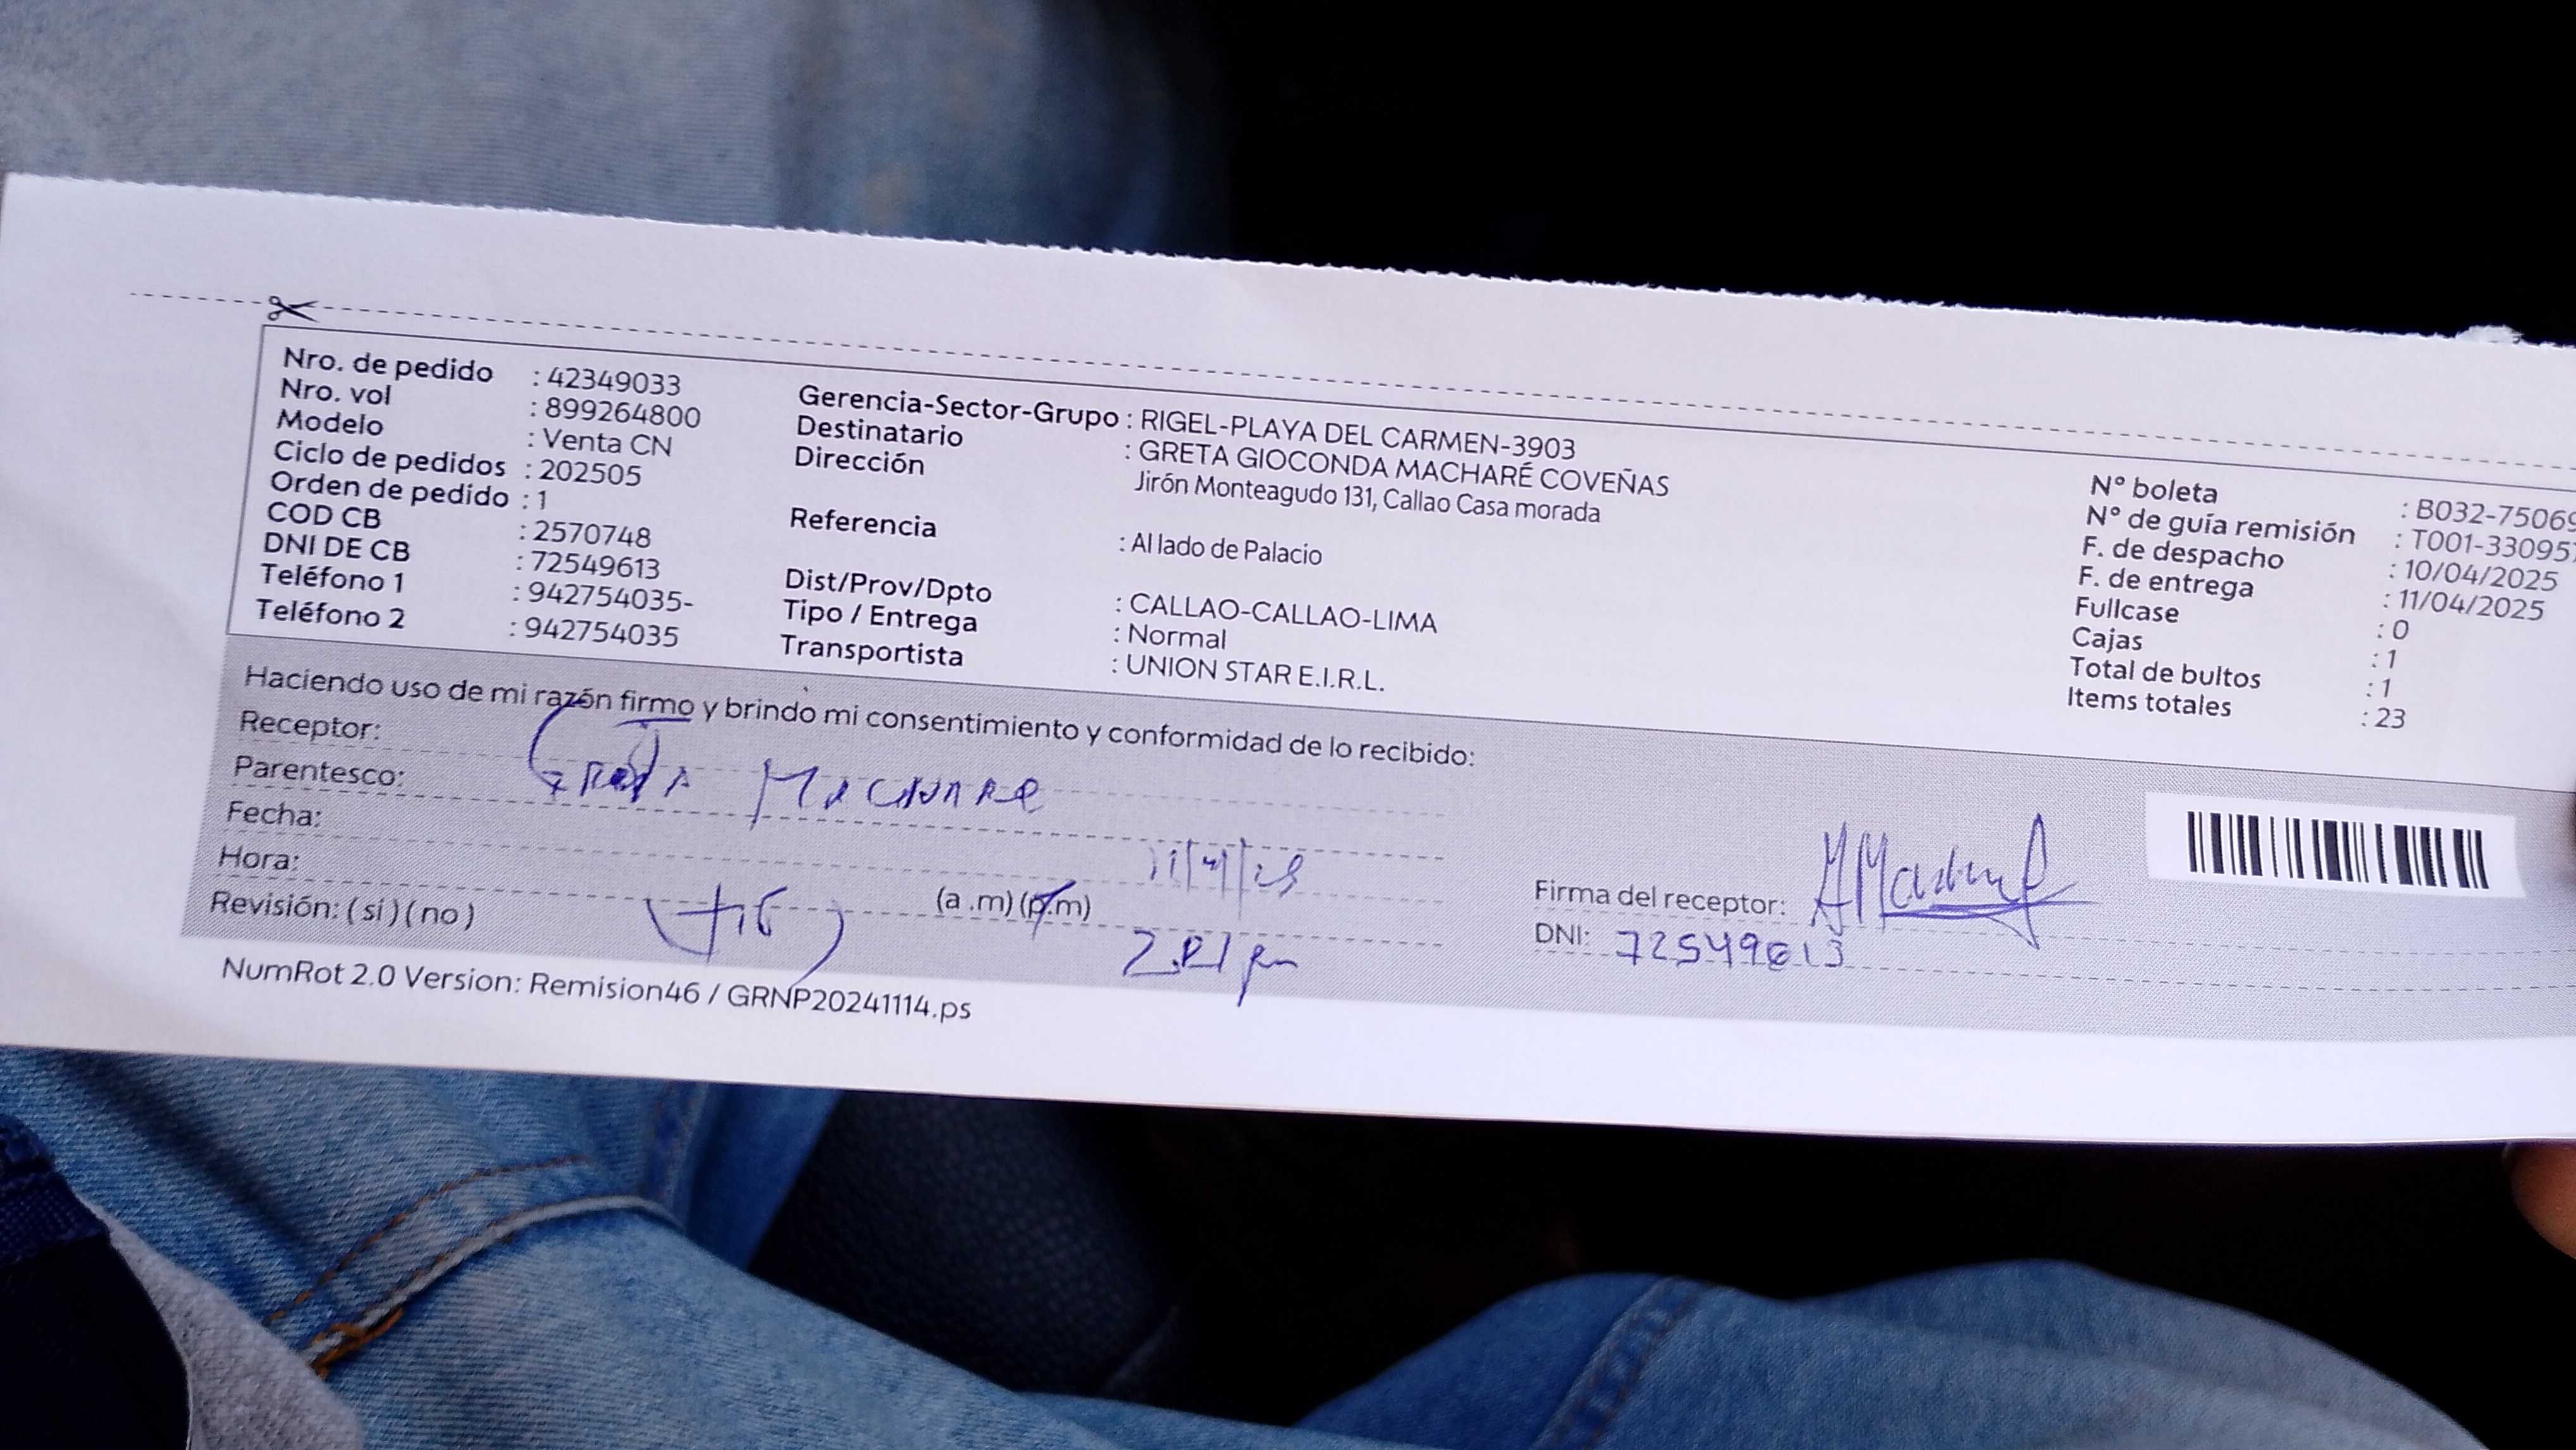 Nro. de pedido : 42349033
Nro. vol : 899264800
Modelo : Venta CN
Ciclo de pedidos : 202505
Orden de pedido : 1
COD CB : 2570748
DNI DE CB : 72549613
Teléfono 1 : 942754035-
Teléfono 2 : 942754035
Gerencia-Sector-Grupo : RIGEL-PLAYA DEL CARMEN-3903
Destinatario : GRETA GIOCONDA MACHARÉ COVEÑAS
Dirección Jirón Monteagudo 131, Callao Casa morada
Referencia : Al lado de Palacio
Dist/Prov/Dpto : CALLAO-CALLAO-LIMA
Tipo / Entrega : Normal
Transportista : UNION STAR E.I.R.L.
N° boleta : B032-75069
N° de guía remisión : T001-33095
F. de despacho : 10/04/2025
F. de entrega : 11/04/2025
Fullcase : 0
Cajas : 1
Total de bultos : 1
Items totales : 23
Haciendo uso de mi razón firmo y brindo mi consentimiento y conformidad de lo recibido:
Receptor: Greta Machare
Parentesco:
Fecha:
Hora: (a .m) (p.m)
Revisión: ( si ) ( no )
Firma del receptor:
DNI: 72549613
NumRot 2.0 Version: Remision46 / GRNP20241114.ps